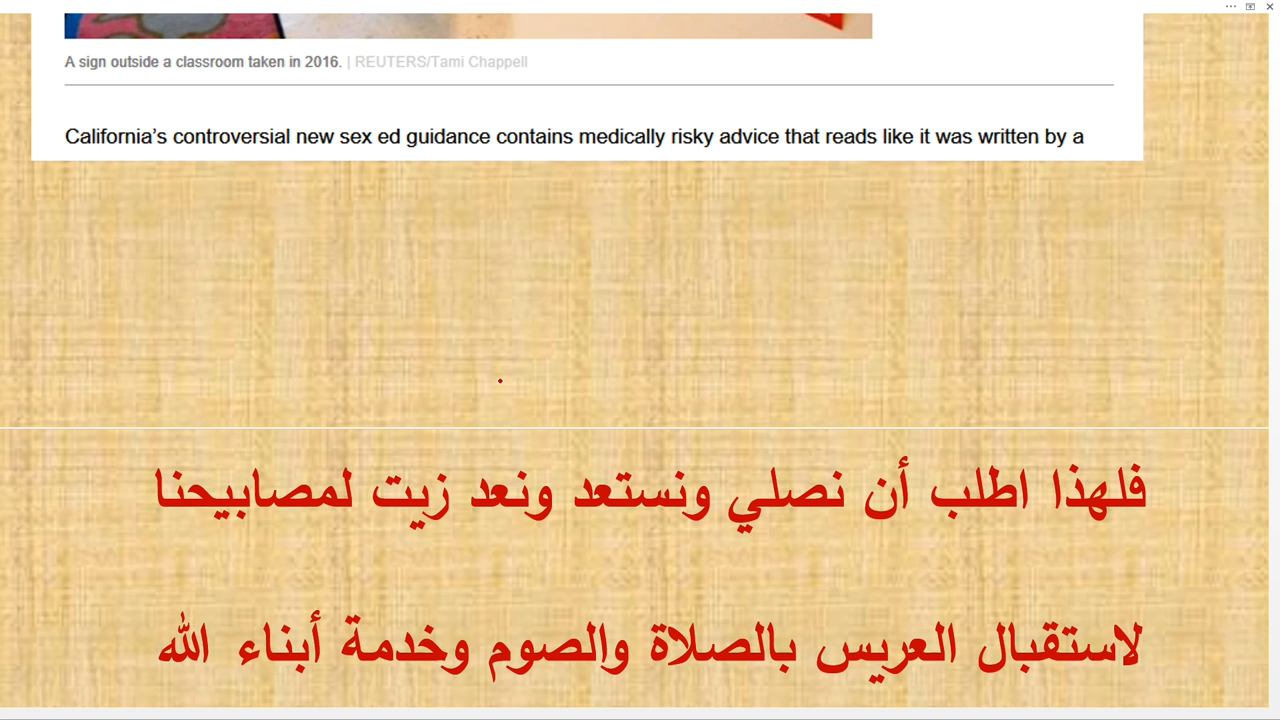 A sign outside a classroom taken in 2016. | REUTERS/Tami Chappell
California’s controversial new sex ed guidance contains medically risky advice that reads like it was written by a
فلهذا اطلب أن نصلي ونستعد ونعد زيت لمصابيحنا
لاستقبال العريس بالصلاة والصوم وخدمة أبناء الله